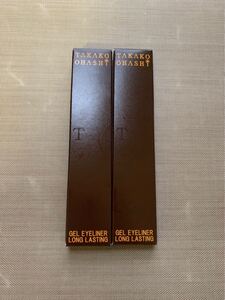 TAKAKO
OHASHI
GEL EYELINER
LONG LASTING
TAKAKO
OHASHI
GEL EYELINER
LONG LASTING